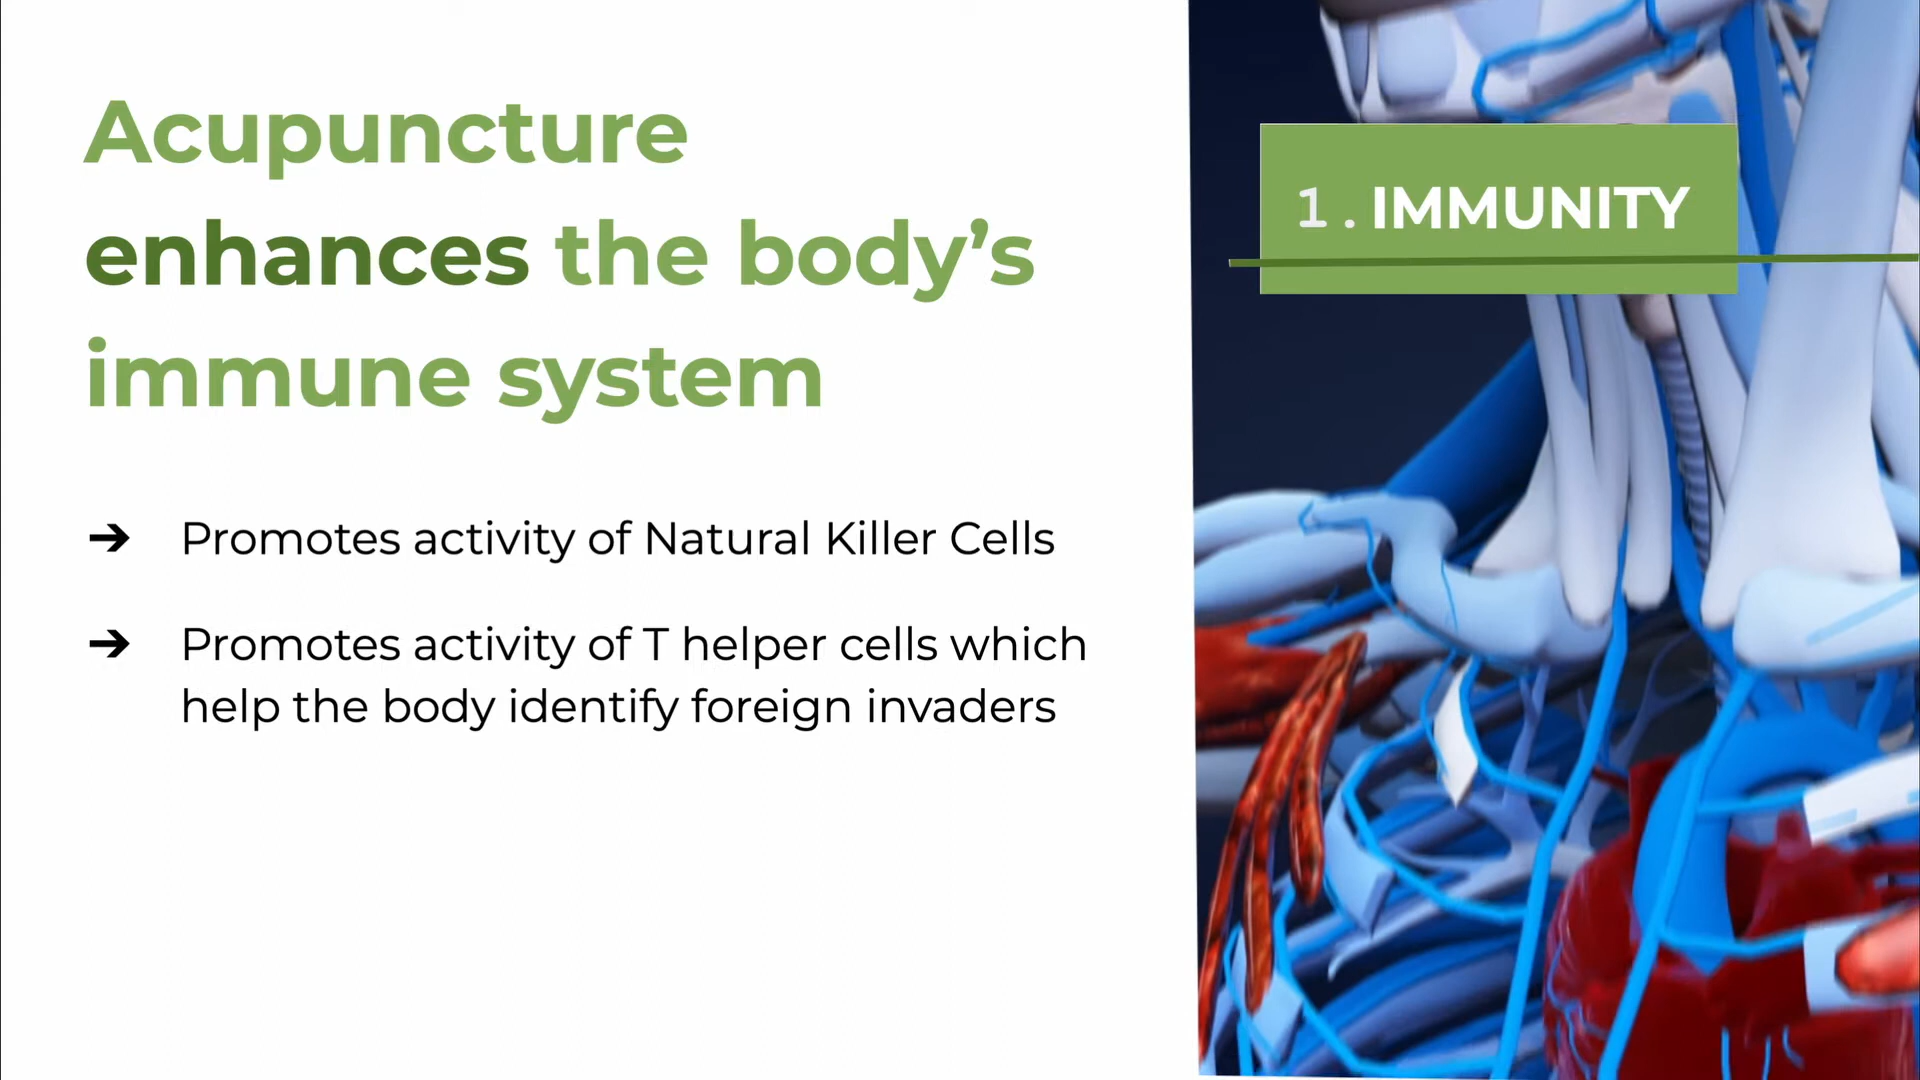 Acupuncture
enhances the body’s
immune system
➔ Promotes activity of Natural Killer Cells
➔ Promotes activity of T helper cells which
help the body identify foreign invaders
1. IMMUNITY